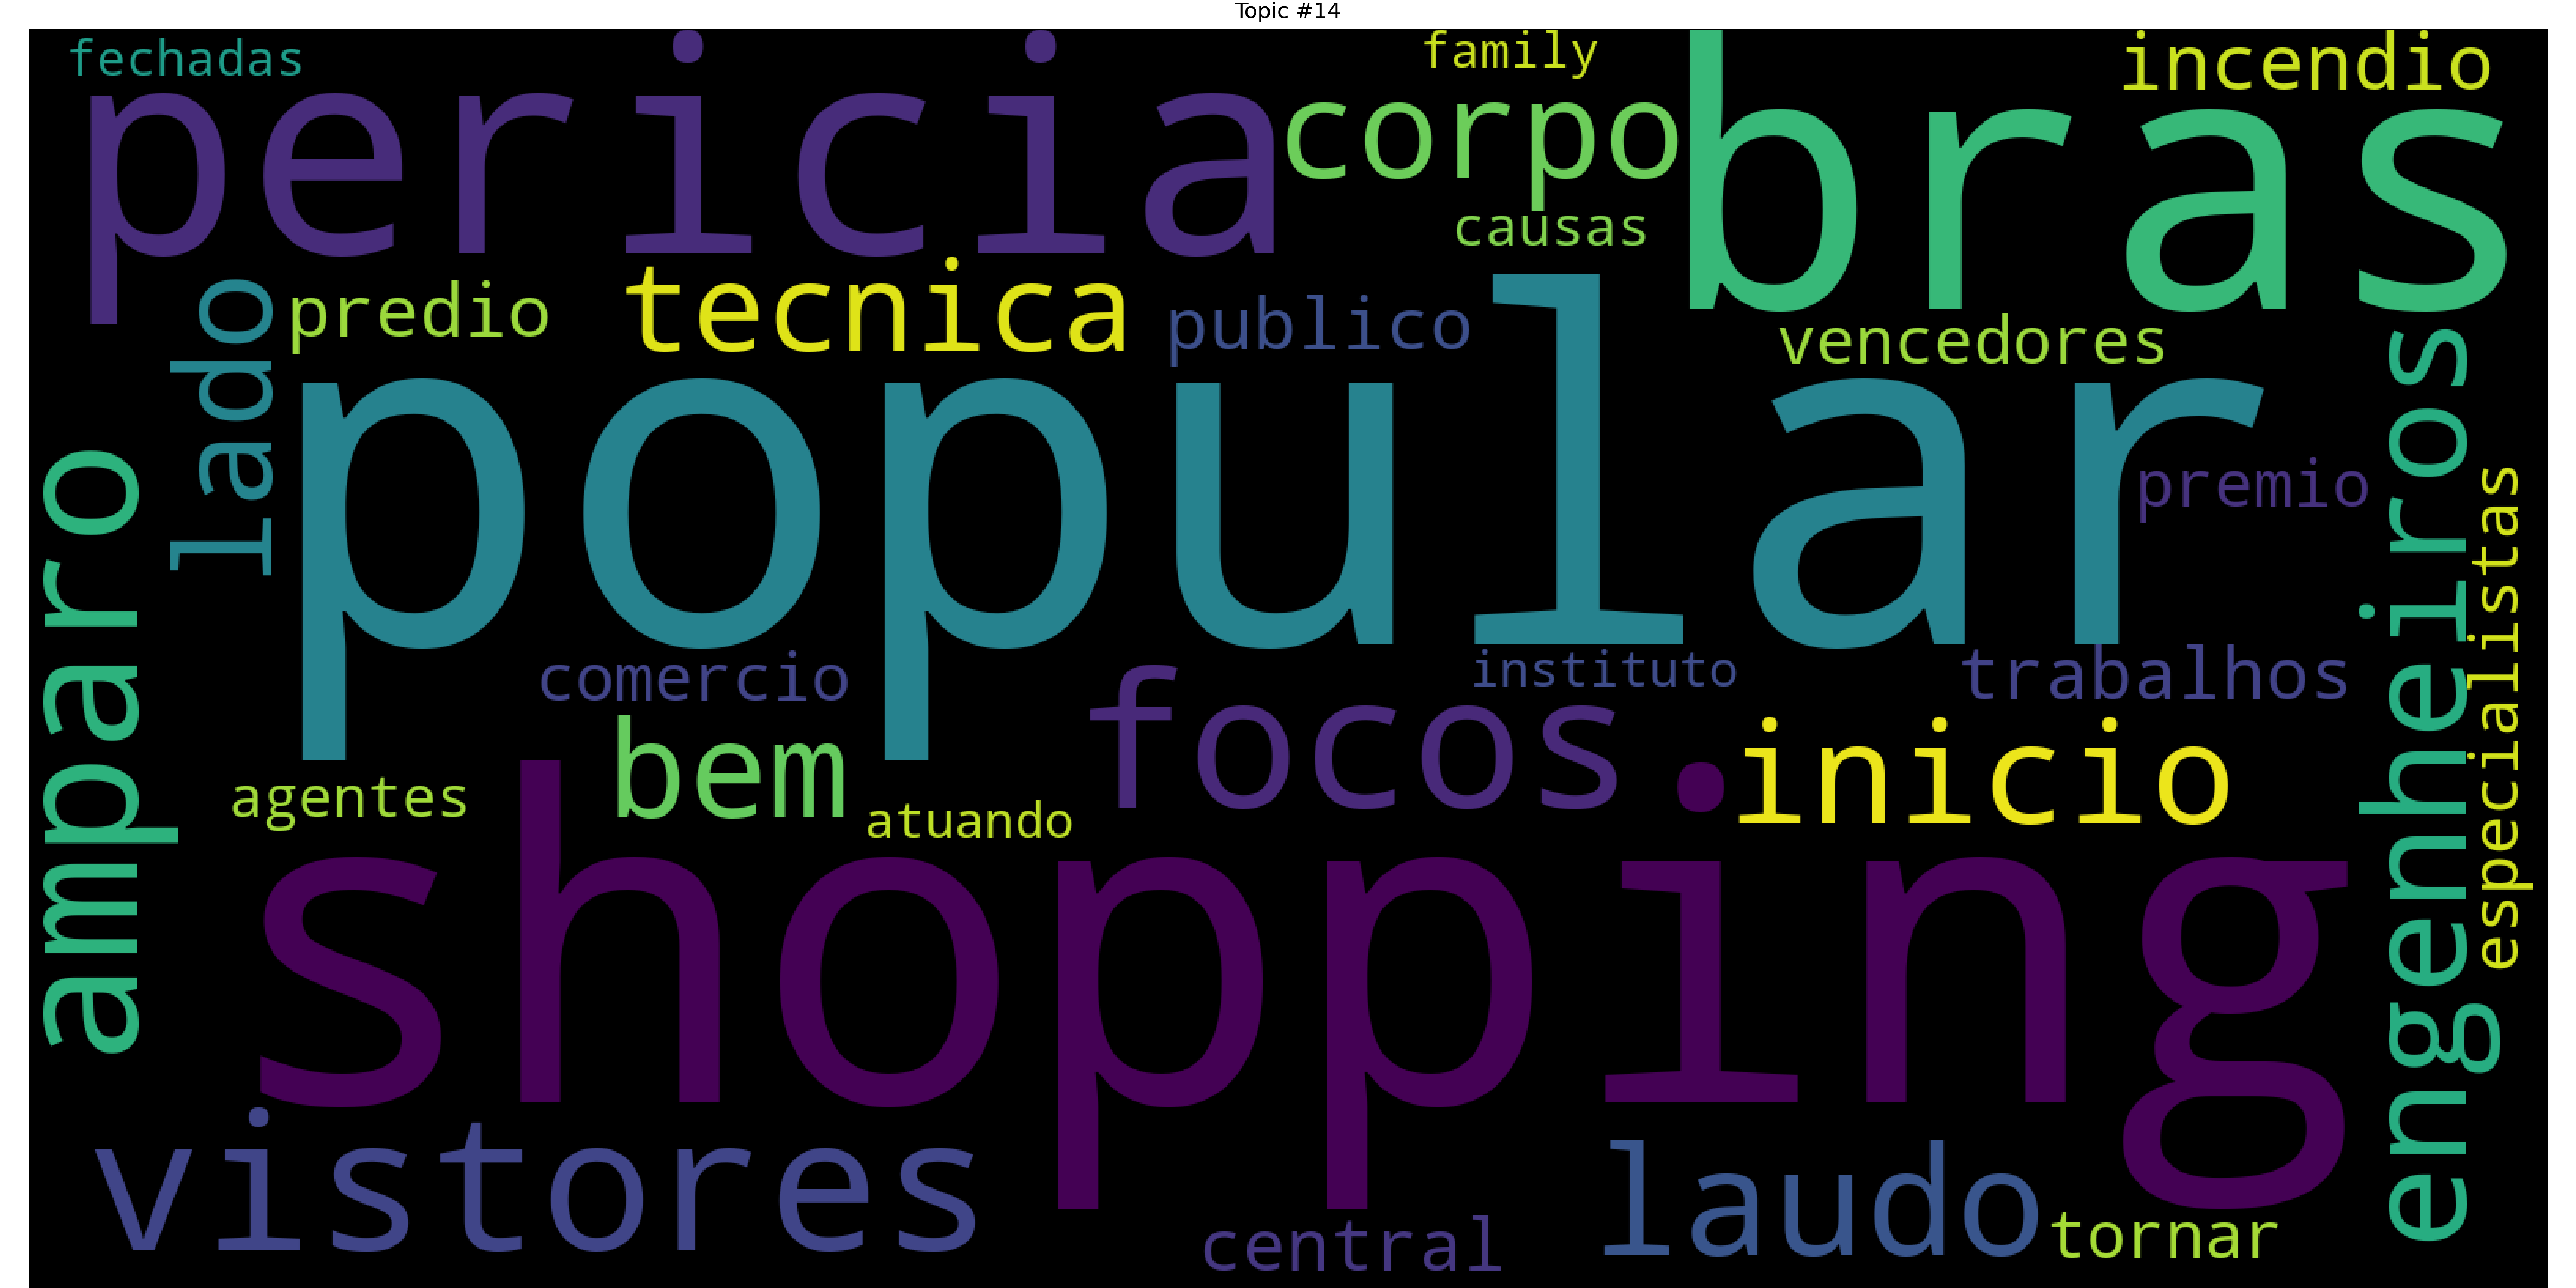 Topic #14
fechadas
family
incendio
pericia
corpo
bras
causas
predio
tecnica
publico
vencedores
lado
popular
premio
engenheiros
especialistas
amparo
comercio
instituto
trabalhos
focos
bem
inicio
agentes
atuando
shopping
vistores
laudo
central
tornar